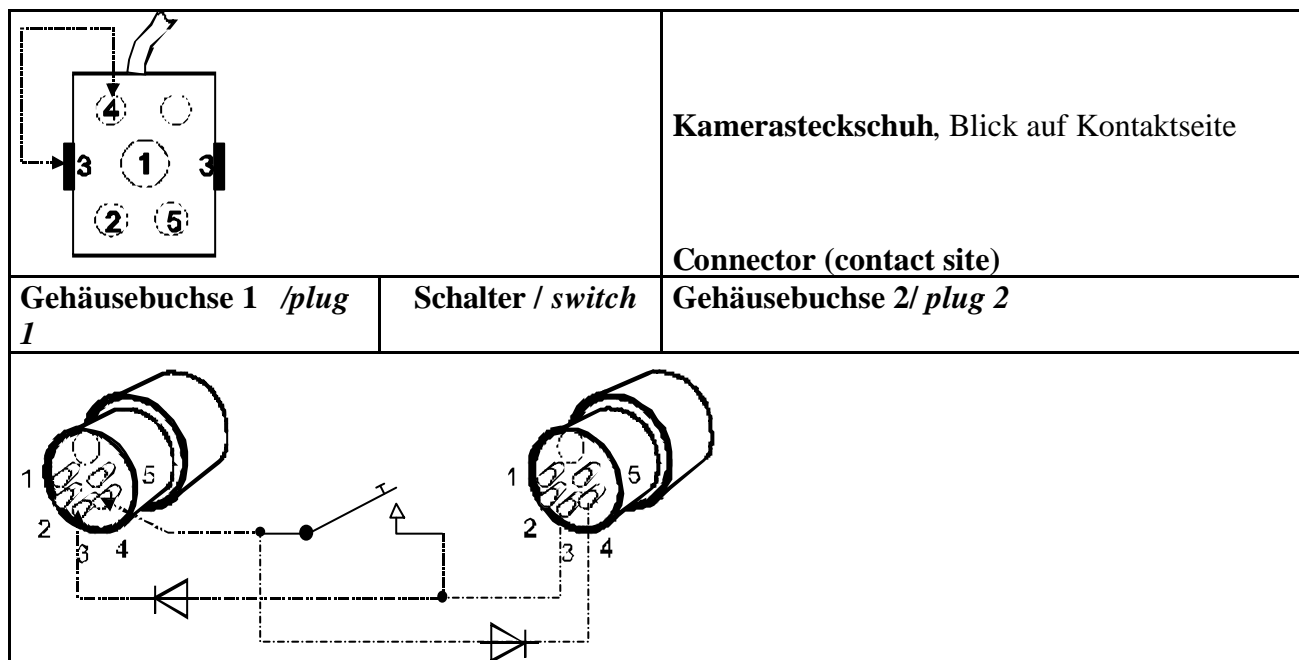 4
3 1 3
2 5
Kamerasteckschuh, Blick auf Kontaktseite
Connector (contact site)
Gehäusebuchse 1 /plug
1
Schalter / switch
Gehäusebuchse 2/ plug 2
1 5
2
3 4
1 5
2
3 4